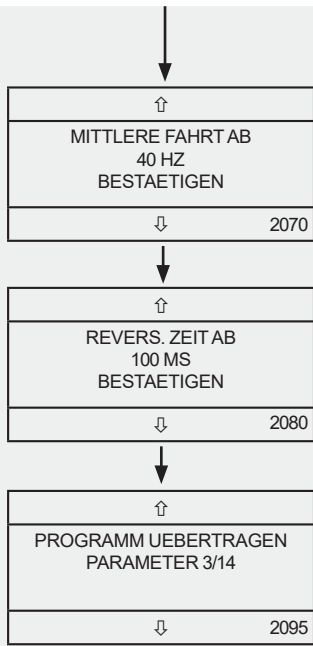 ⇧
MITTLERE FAHRT AB
40 HZ
BESTAETIGEN
⇩ 2070
⇧
REVERS. ZEIT AB
100 MS
BESTAETIGEN
⇩ 2080
⇧
PROGRAMM UEBERTRAGEN
PARAMETER 3/14
⇩ 2095